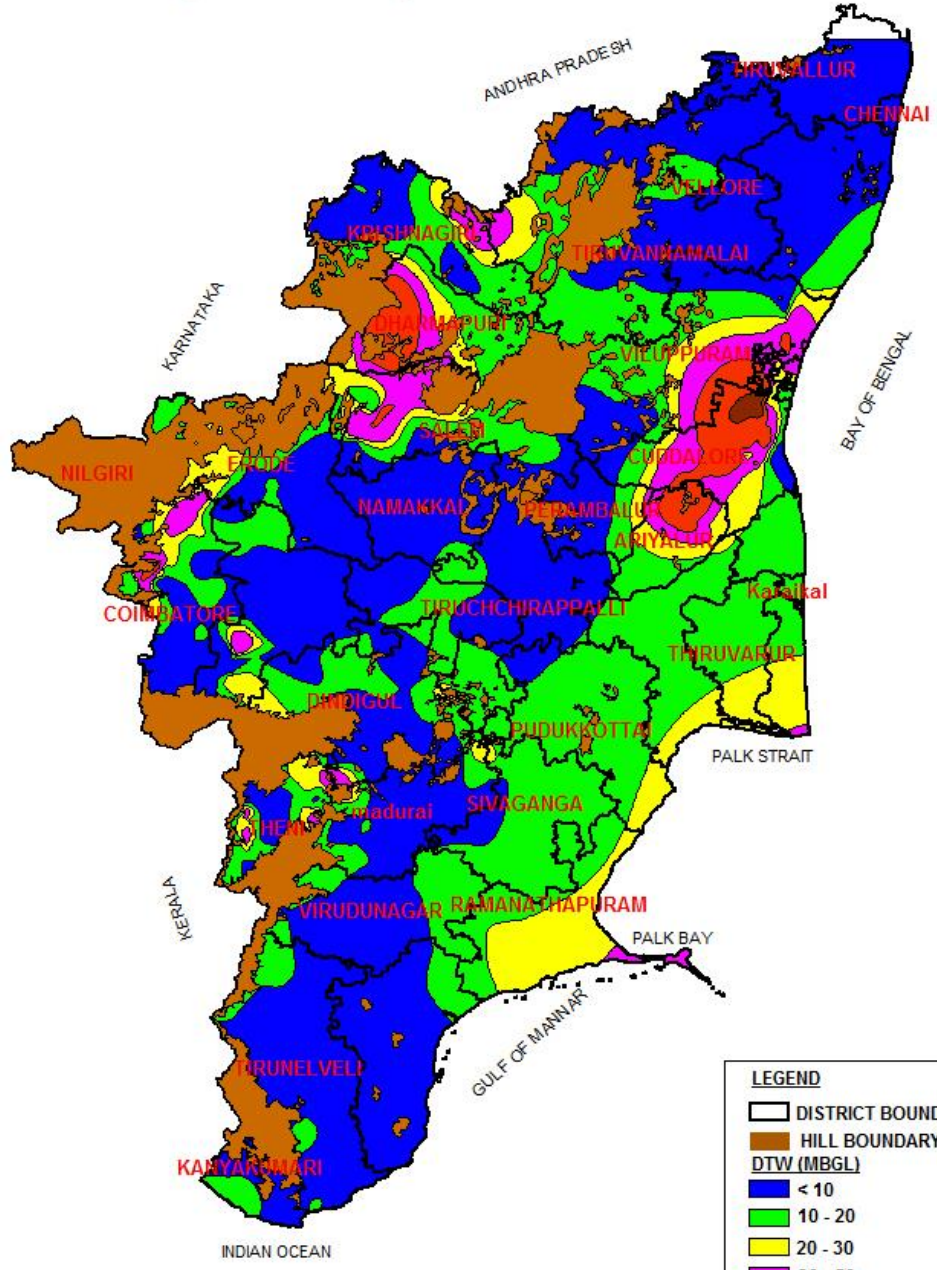 ANDHRA PRADESH
TIRUVALLUR
CHENNAI
VELLORE
KRISHNAGIRI
TIRUVANNAMALAI
KARNATAKA
DHARMAPURI
VILUPPURAM
BAY OF BENGAL
SALEM
CUDDALORE
NILGIRI
ERODE
NAMAKKAL
PERAMBALUR
ARIYALUR
Karaikal
COIMBATORE
TIRUCHCHIRAPPALLI
THIRUVARUR
DINDIGUL
PUDUKKOTTAI
PALK STRAIT
SIVAGANGA
madurai
THENI
KERALA
VIRUDUNAGAR
RAMANATHAPURAM
PALK BAY
GULF OF MANNAR
TIRUNELVELI
KANYAKUMARI
INDIAN OCEAN
LEGEND
DISTRICT BOUND
HILL BOUNDARY
DTW (MBGL)
< 10
10 - 20
20 - 30